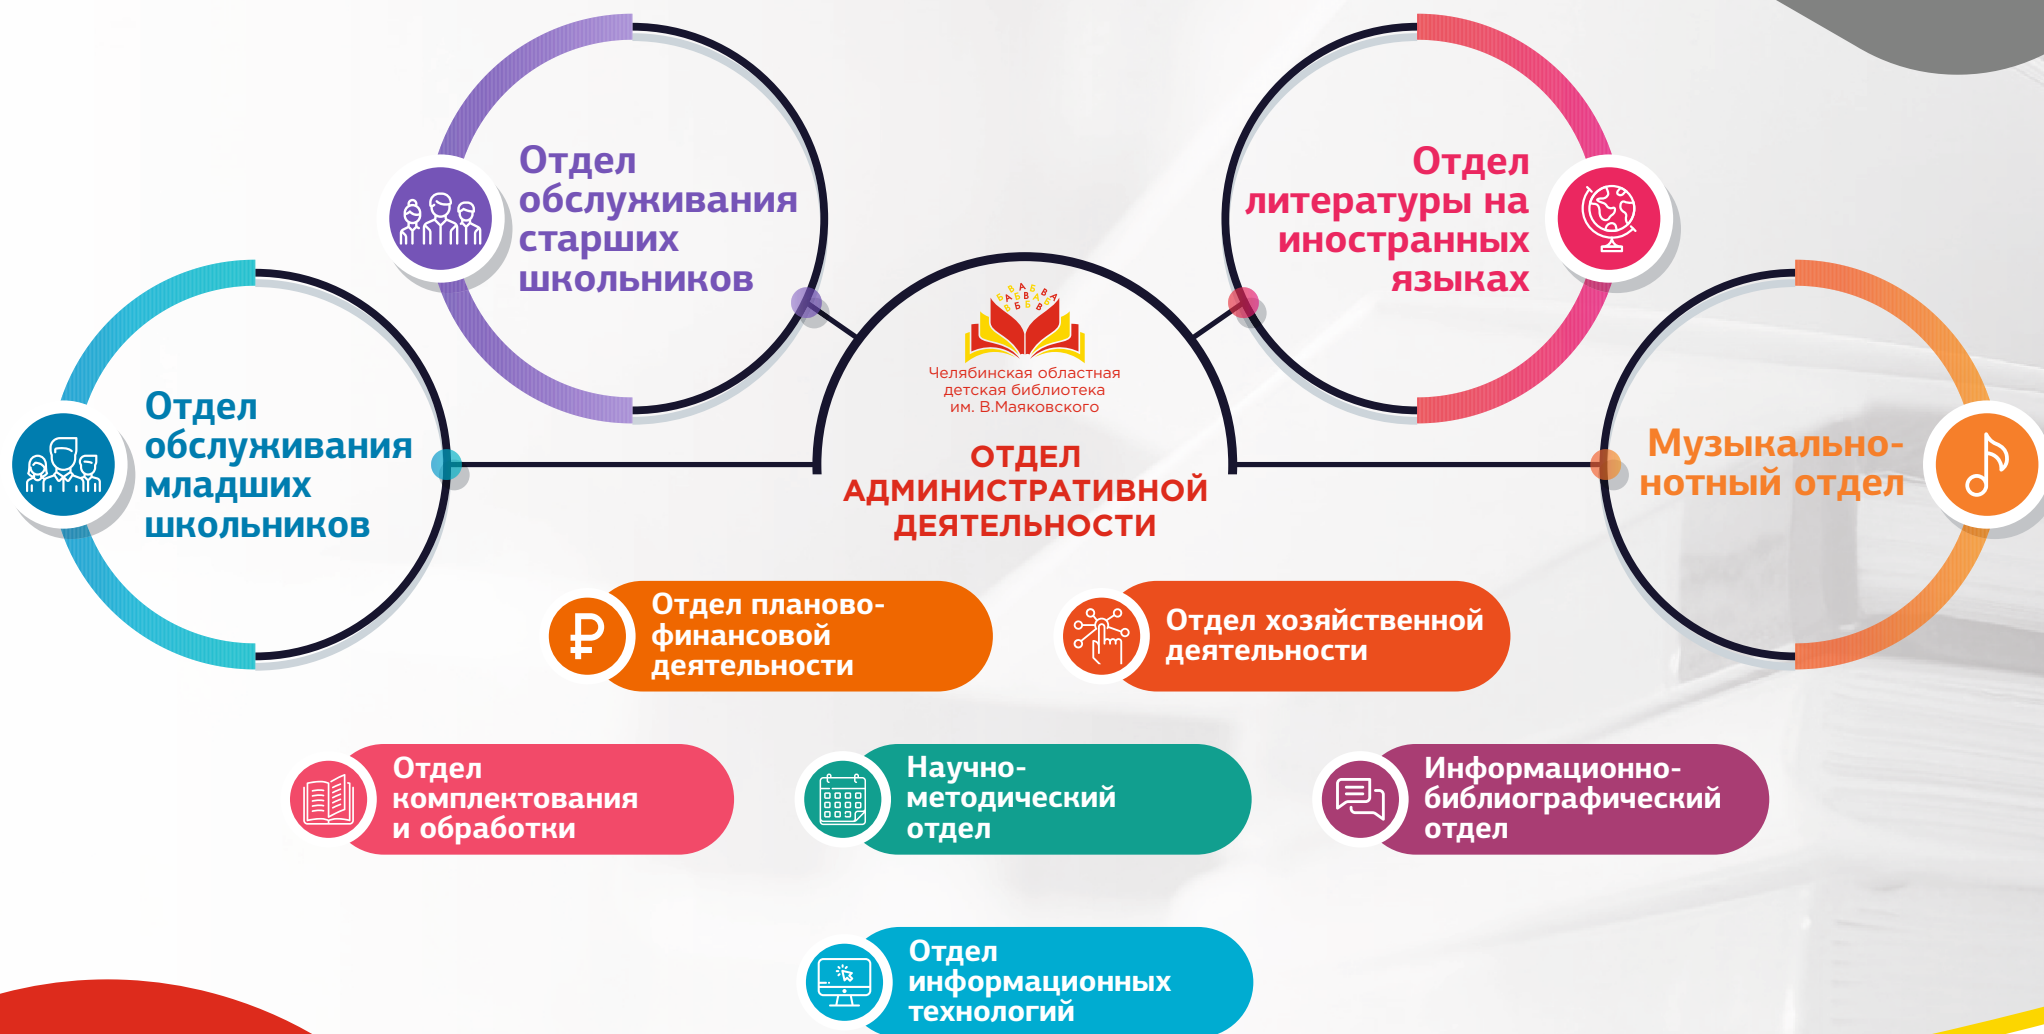 Отдел
обслуживания
старших
школьников
Отдел
литературы на
иностранных
языках
Отдел
обслуживания
младших
школьников
Челябинская областная
детская библиотека
им. В.Маяковского
ОТДЕЛ
АДМИНИСТРАТИВНОЙ
ДЕЯТЕЛЬНОСТИ
Музыкально-
нотный отдел
Отдел планово-
финансовой
деятельности
Отдел хозяйственной
деятельности
Отдел
комплектования
и обработки
Научно-
методический
отдел
Информационно-
библиографический
отдел
Отдел
информационных
технологий